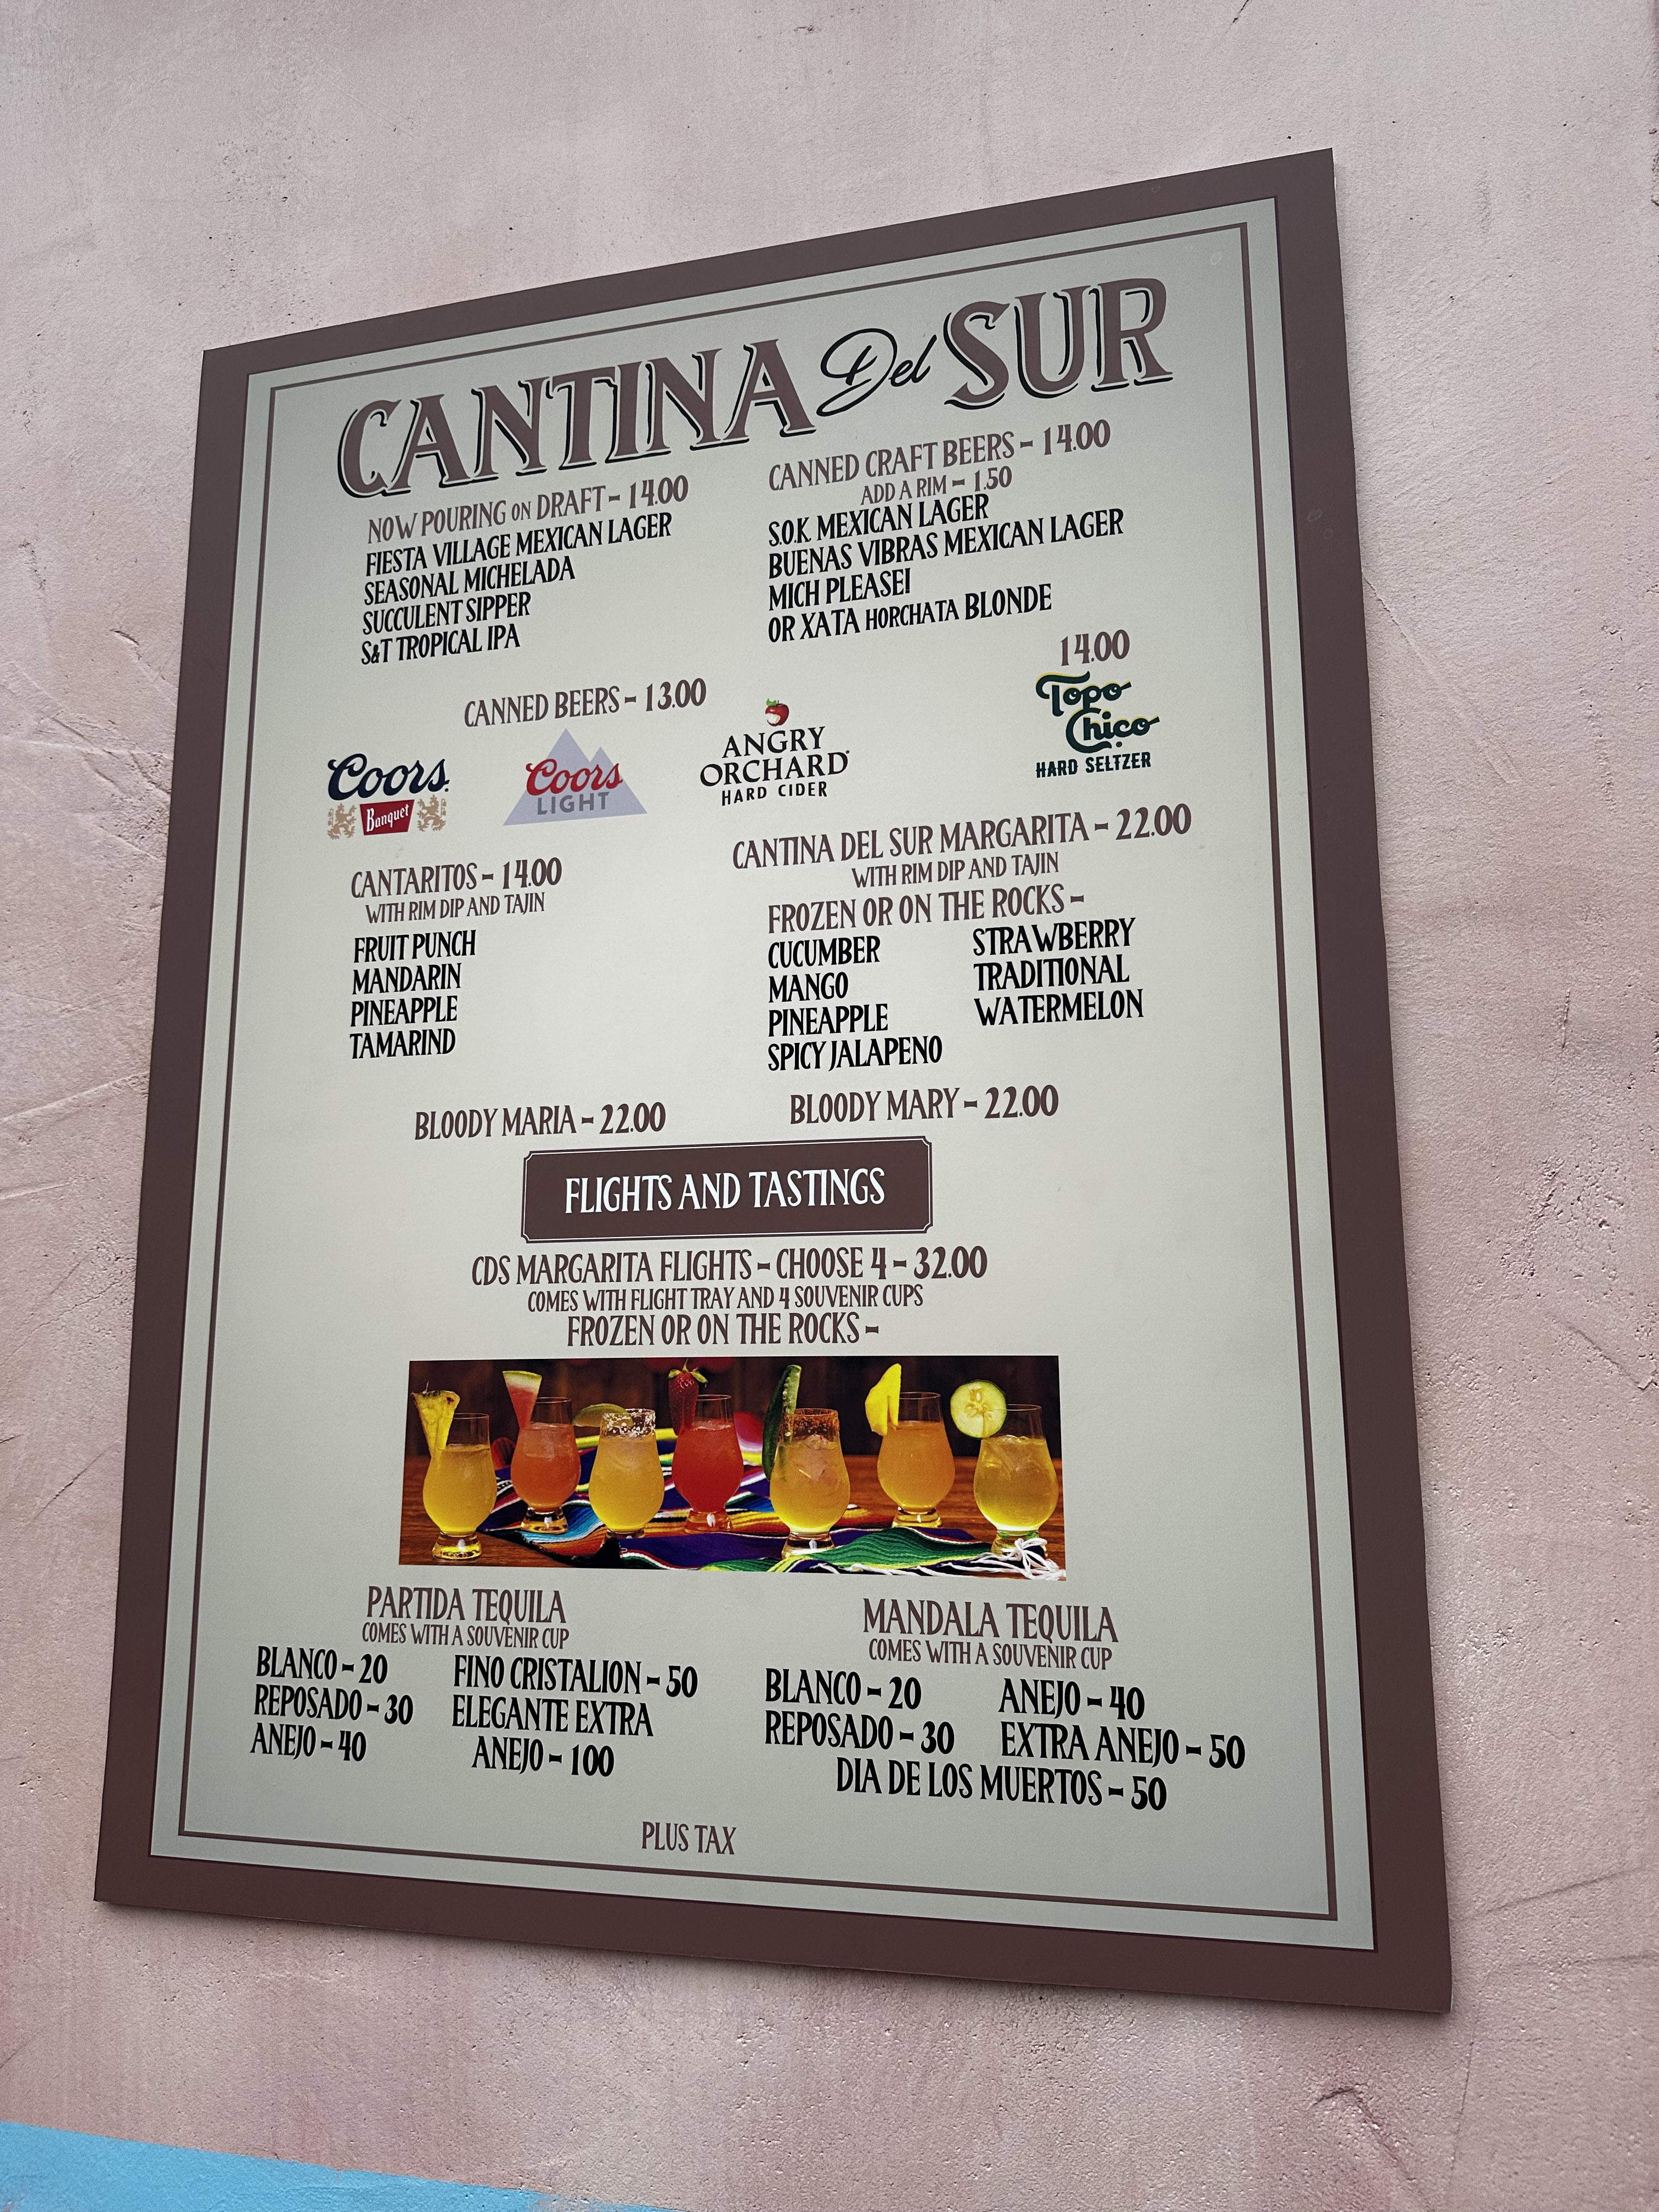 CANTINA Del SUR
NOW POURING ON DRAFT - 14.00
FIESTA VILLAGE MEXICAN LAGER
SEASONAL MICHELADA
SUCCULENT SIPPER
S&T TROPICAL IPA
CANNED CRAFT BEERS - 14.00
ADD A RIM - 1.50
S.O.K. MEXICAN LAGER
BUENAS VIBRAS MEXICAN LAGER
MICH PLEASE!
OR XATA HORCHATA BLONDE
CANNED BEERS - 13.00
Coors
Banquet
Coors
LIGHT
ANGRY
ORCHARD
HARD CIDER
14.00
Topo
Chico
HARD SELTZER
CANTARITOS - 14.00
WITH RIM DIP AND TAJIN
FRUIT PUNCH
MANDARIN
PINEAPPLE
TAMARIND
CANTINA DEL SUR MARGARITA - 22.00
WITH RIM DIP AND TAJIN
FROZEN OR ON THE ROCKS -
CUCUMBER
MANGO
PINEAPPLE
SPICY JALAPENO
STRAWBERRY
TRADITIONAL
WATERMELON
BLOODY MARIA - 22.00
BLOODY MARY - 22.00
FLIGHTS AND TASTINGS
CDS MARGARITA FLIGHTS - CHOOSE 4 - 32.00
COMES WITH FLIGHT TRAY AND 4 SOUVENIR CUPS
FROZEN OR ON THE ROCKS -
PARTIDA TEQUILA
COMES WITH A SOUVENIR CUP
BLANCO - 20
REPOSADO - 30
ANEJO - 40
FINO CRISTALION - 50
ELEGANTE EXTRA
ANEJO - 100
MANDALA TEQUILA
COMES WITH A SOUVENIR CUP
BLANCO - 20
REPOSADO - 30
ANEJO - 40
EXTRA ANEJO - 50
DIA DE LOS MUERTOS - 50
PLUS TAX